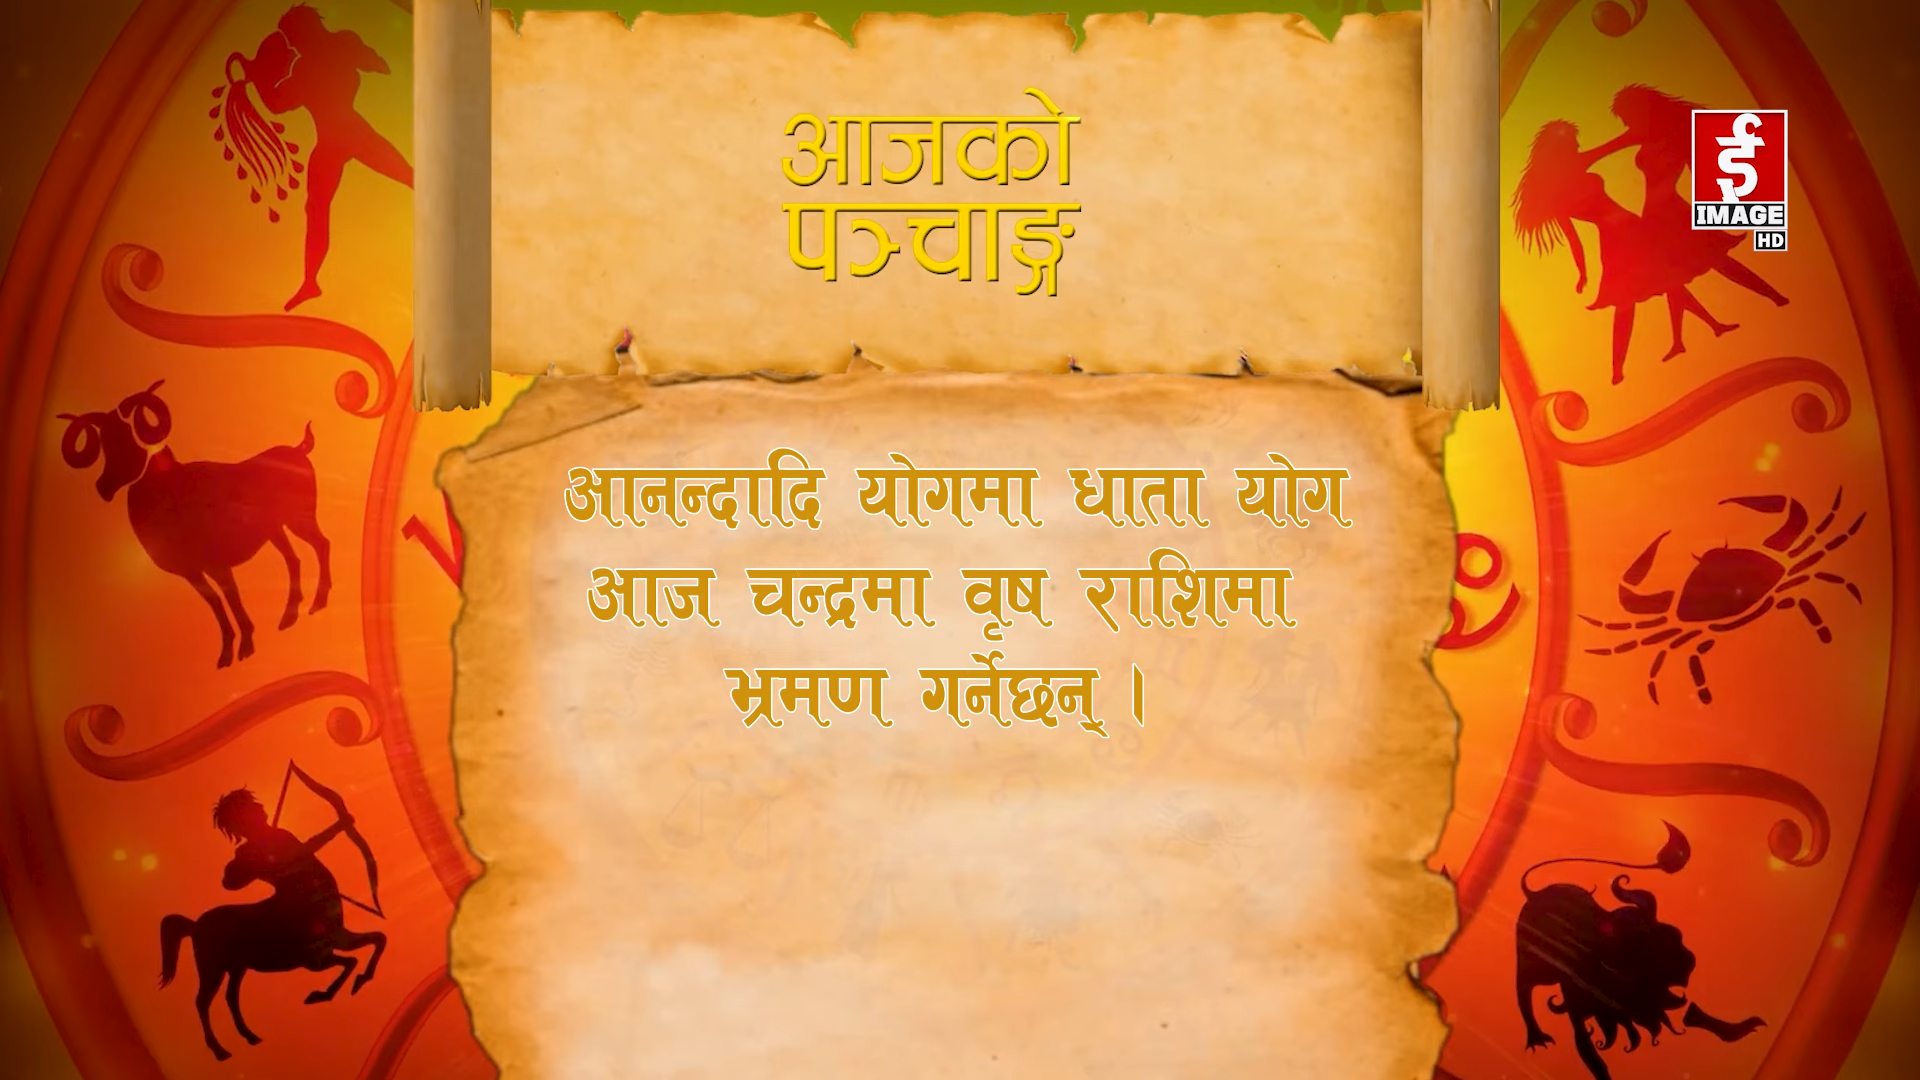 आजको
पञ्चाङ्ग
ई
IMAGE
HD
आनन्दादि योगमा धाता योग
आज चन्द्रमा वृष राशिमा
भ्रमण गर्नेछन् ।